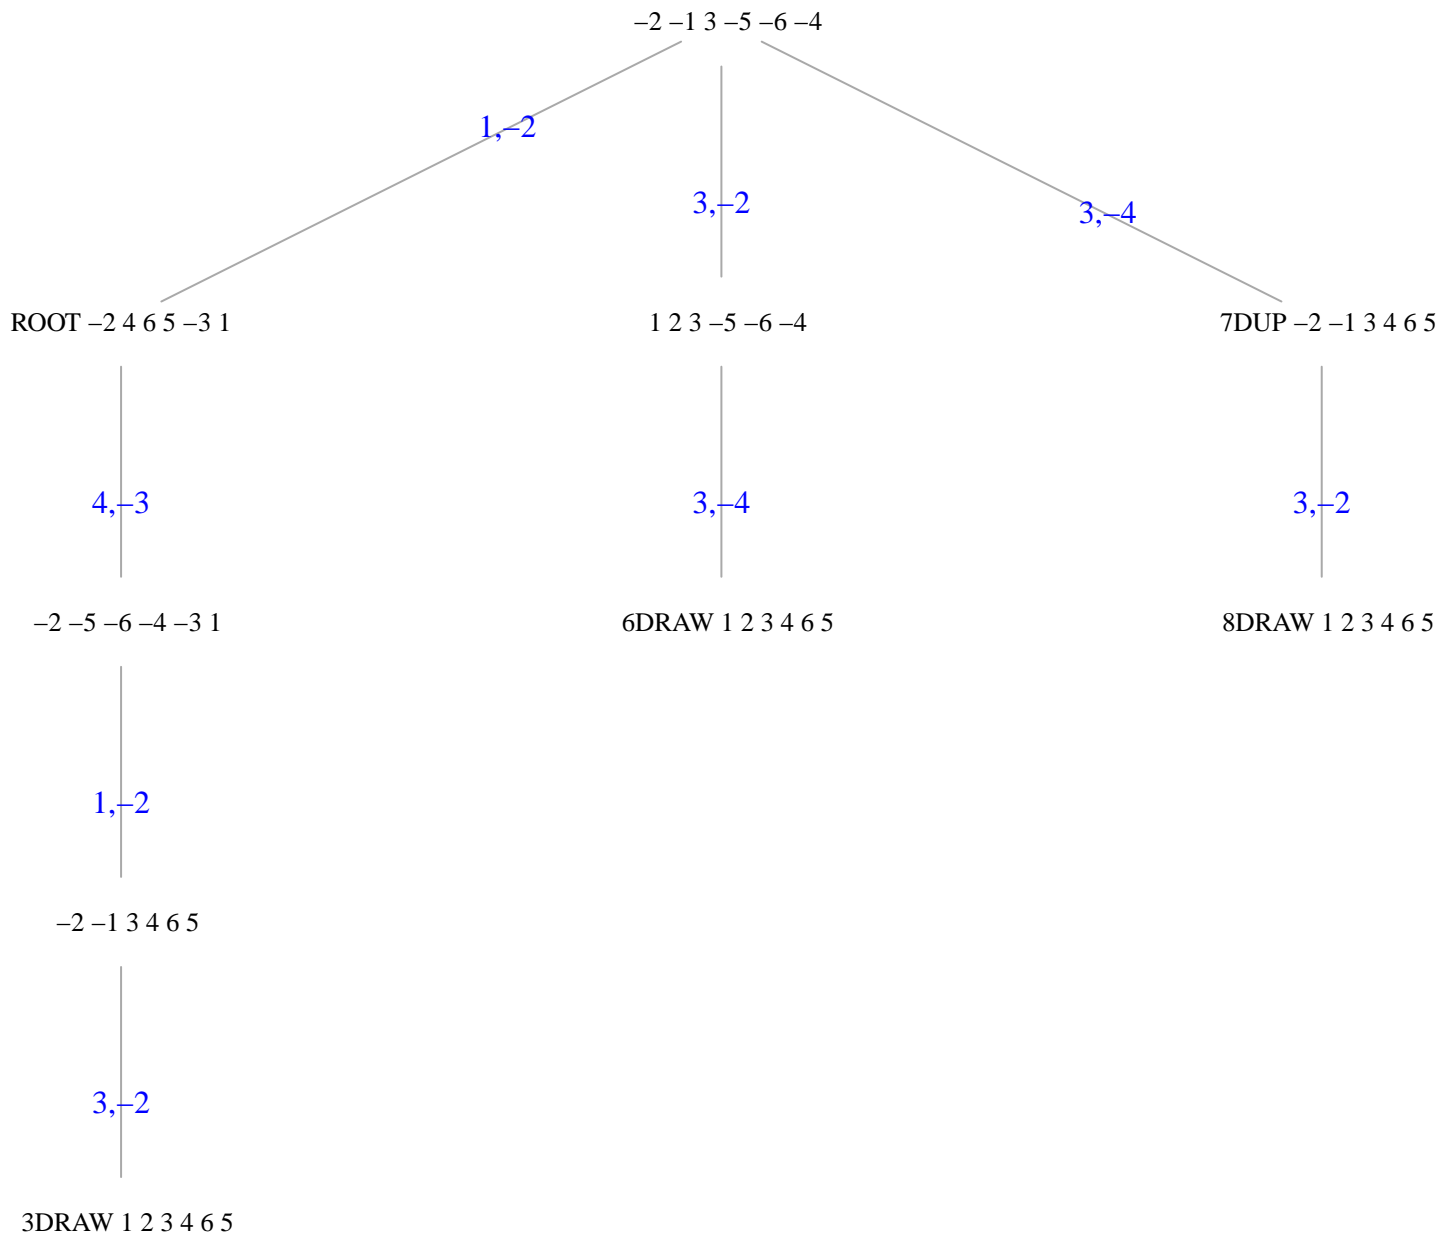 –2 –1 3 –5 –6 –4
1,–2
3,–2
3,–4
ROOT –2 4 6 5 –3 1
1 2 3 –5 –6 –4
7DUP –2 –1 3 4 6 5
4,–3
3,–4
3,–2
–2 –5 –6 –4 –3 1
6DRAW 1 2 3 4 6 5
8DRAW 1 2 3 4 6 5
1,–2
–2 –1 3 4 6 5
3,–2
3DRAW 1 2 3 4 6 5